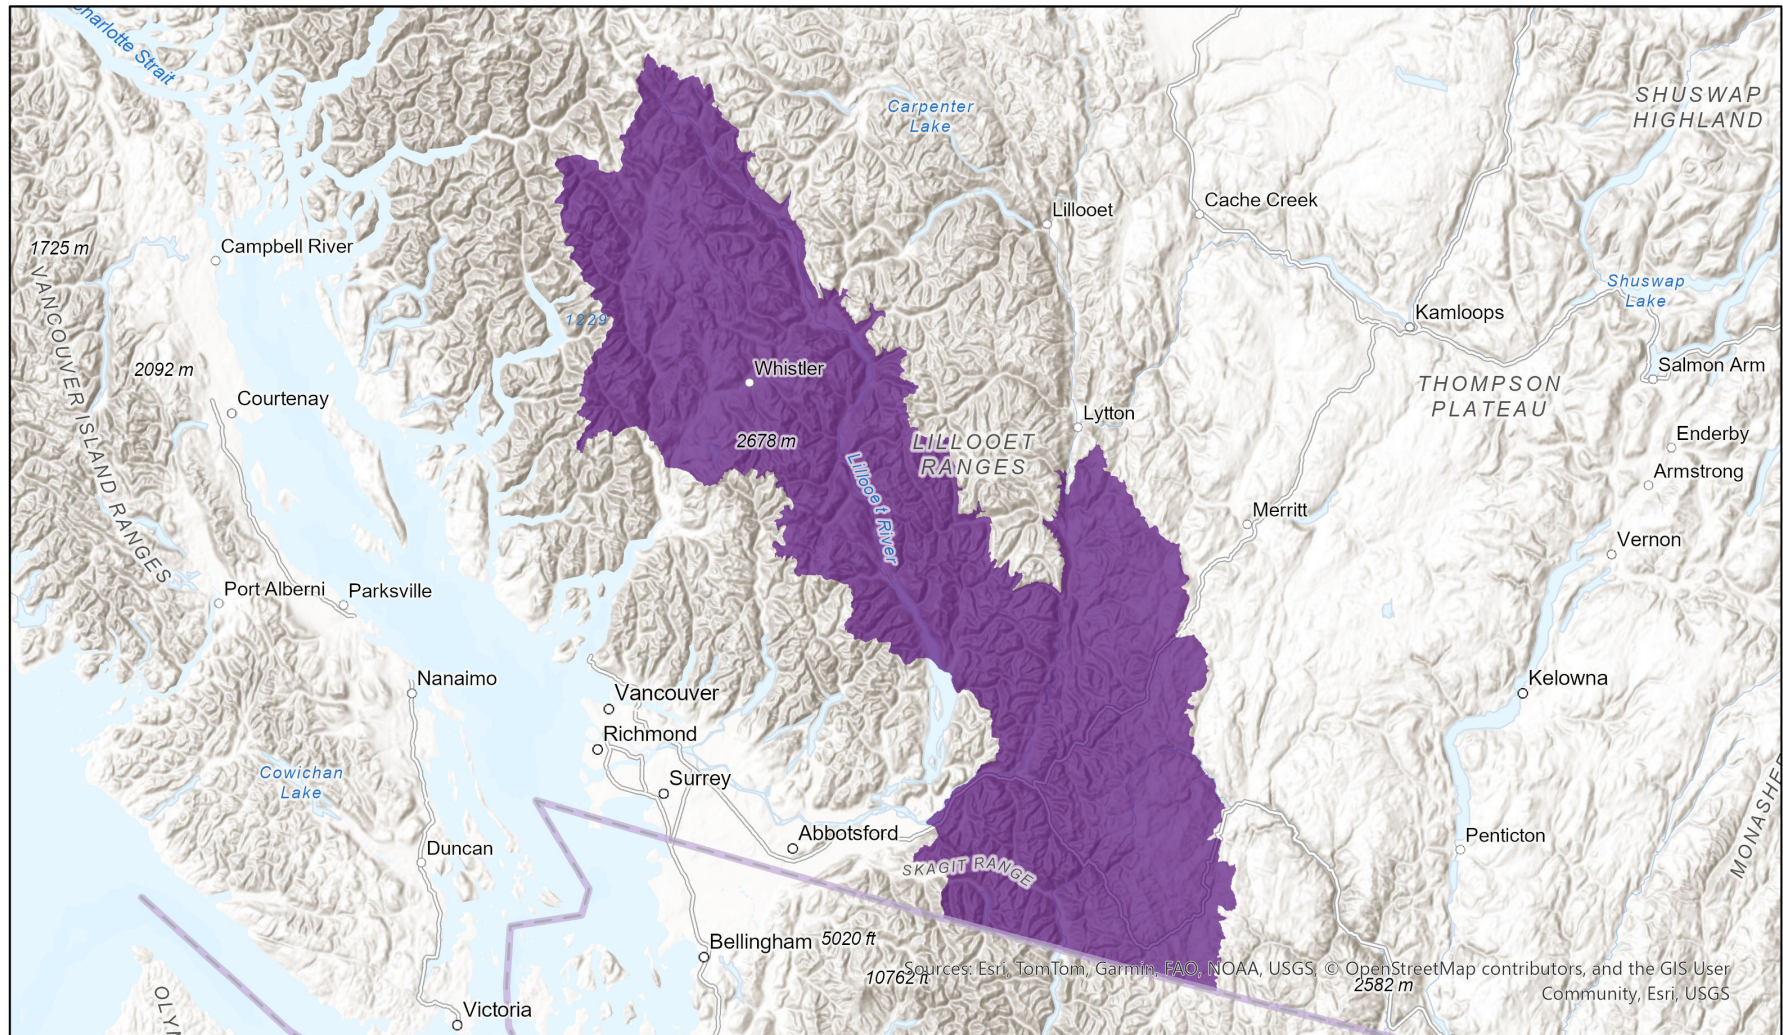 Charlotte Strait
SHUSWAP
HIGHLAND
Carpenter
Lake
Cache Creek
Lillooet
1725 m
Campbell River
Shuswap
Lake
1229
Kamloops
2092 m
Whistler
Salmon Arm
THOMPSON
PLATEAU
Courtenay
Lytton
VANCOUVER ISLAND RANGES
2678 m
LILLOOET
RANGES
Enderby
Armstrong
Lillooet River
Merritt
Vernon
Port Alberni
Parksville
Nanaimo
Vancouver
Kelowna
Richmond
Cowichan
Lake
Surrey
MONASHEE
Abbotsford
Penticton
Duncan
SKAGIT RANGE
Bellingham
5020 ft
10762 ft
Sources: Esri, TomTom, Garmin, FAO, NOAA, USGS, © OpenStreetMap contributors, and the GIS User
Community, Esri, USGS
2582 m
OLYM
Victoria